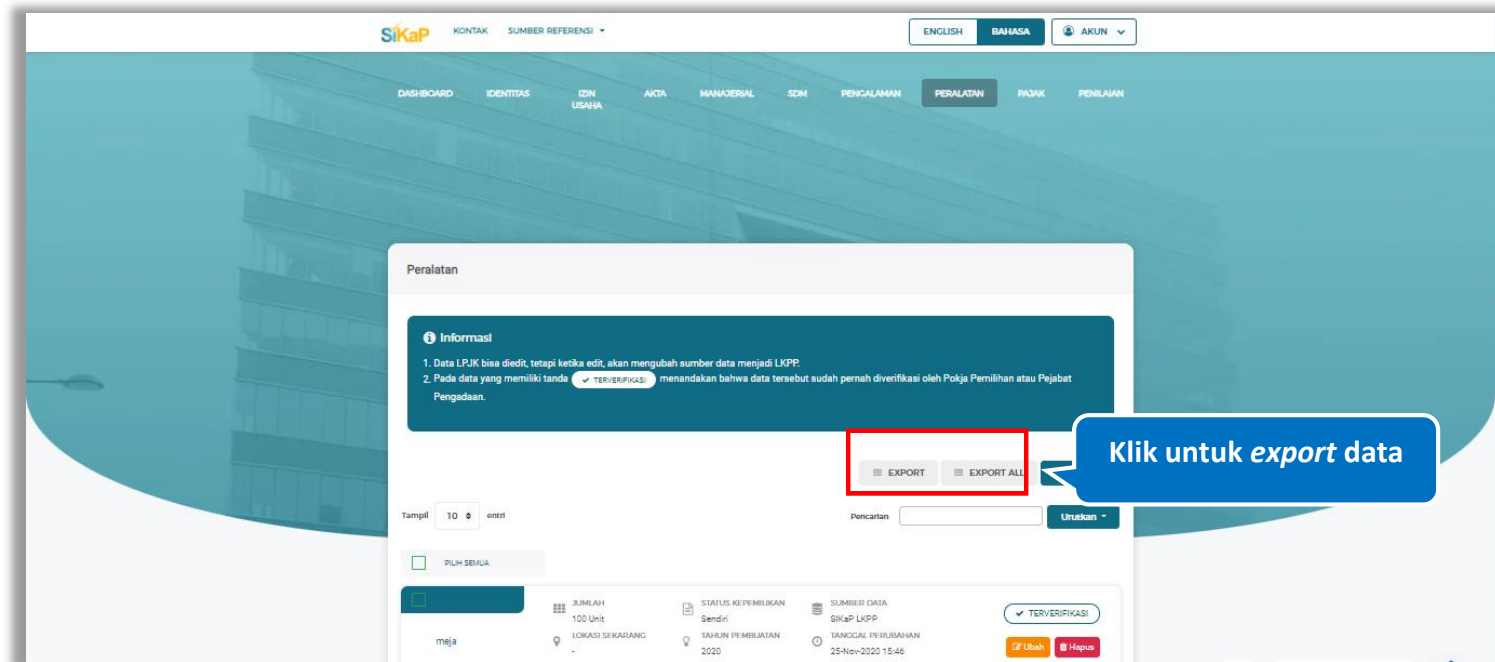 SiKaP KONTAK SUMBER REFERENSI ENGLISH BAHASA AKUN
DASHBOARD IDENTITAS IZIN USAHA AKTA MANAJERIAL SDM PENGALAMAN PERALATAN PAJAK PENILAIAN
Peralatan
Informasi
1. Data LPJK bisa diedit, tetapi ketika edit, akan mengubah sumber data menjadi LKPP.
2. Pada data yang memiliki tanda TERVERIFIKASI menandakan bahwa data tersebut sudah pernah diverifikasi oleh Pokja Pemilihan atau Pejabat
Pengadaan.
Klik untuk export data
EXPORT EXPORT ALL
Tampil 10 entri Pencarian Urutkan
PILIH SEMUA
JUMLAH STATUS KEPEMILIKAN SUMBER DATA
100 Unit Sendiri SIKaP LKPP
TERVERIFIKASI
meja LOKASI SEKARANG TAHUN PEMBUATAN TANGGAL PERUBAHAN
- 2020 25-Nov-2020 15:46
Ubah Hapus